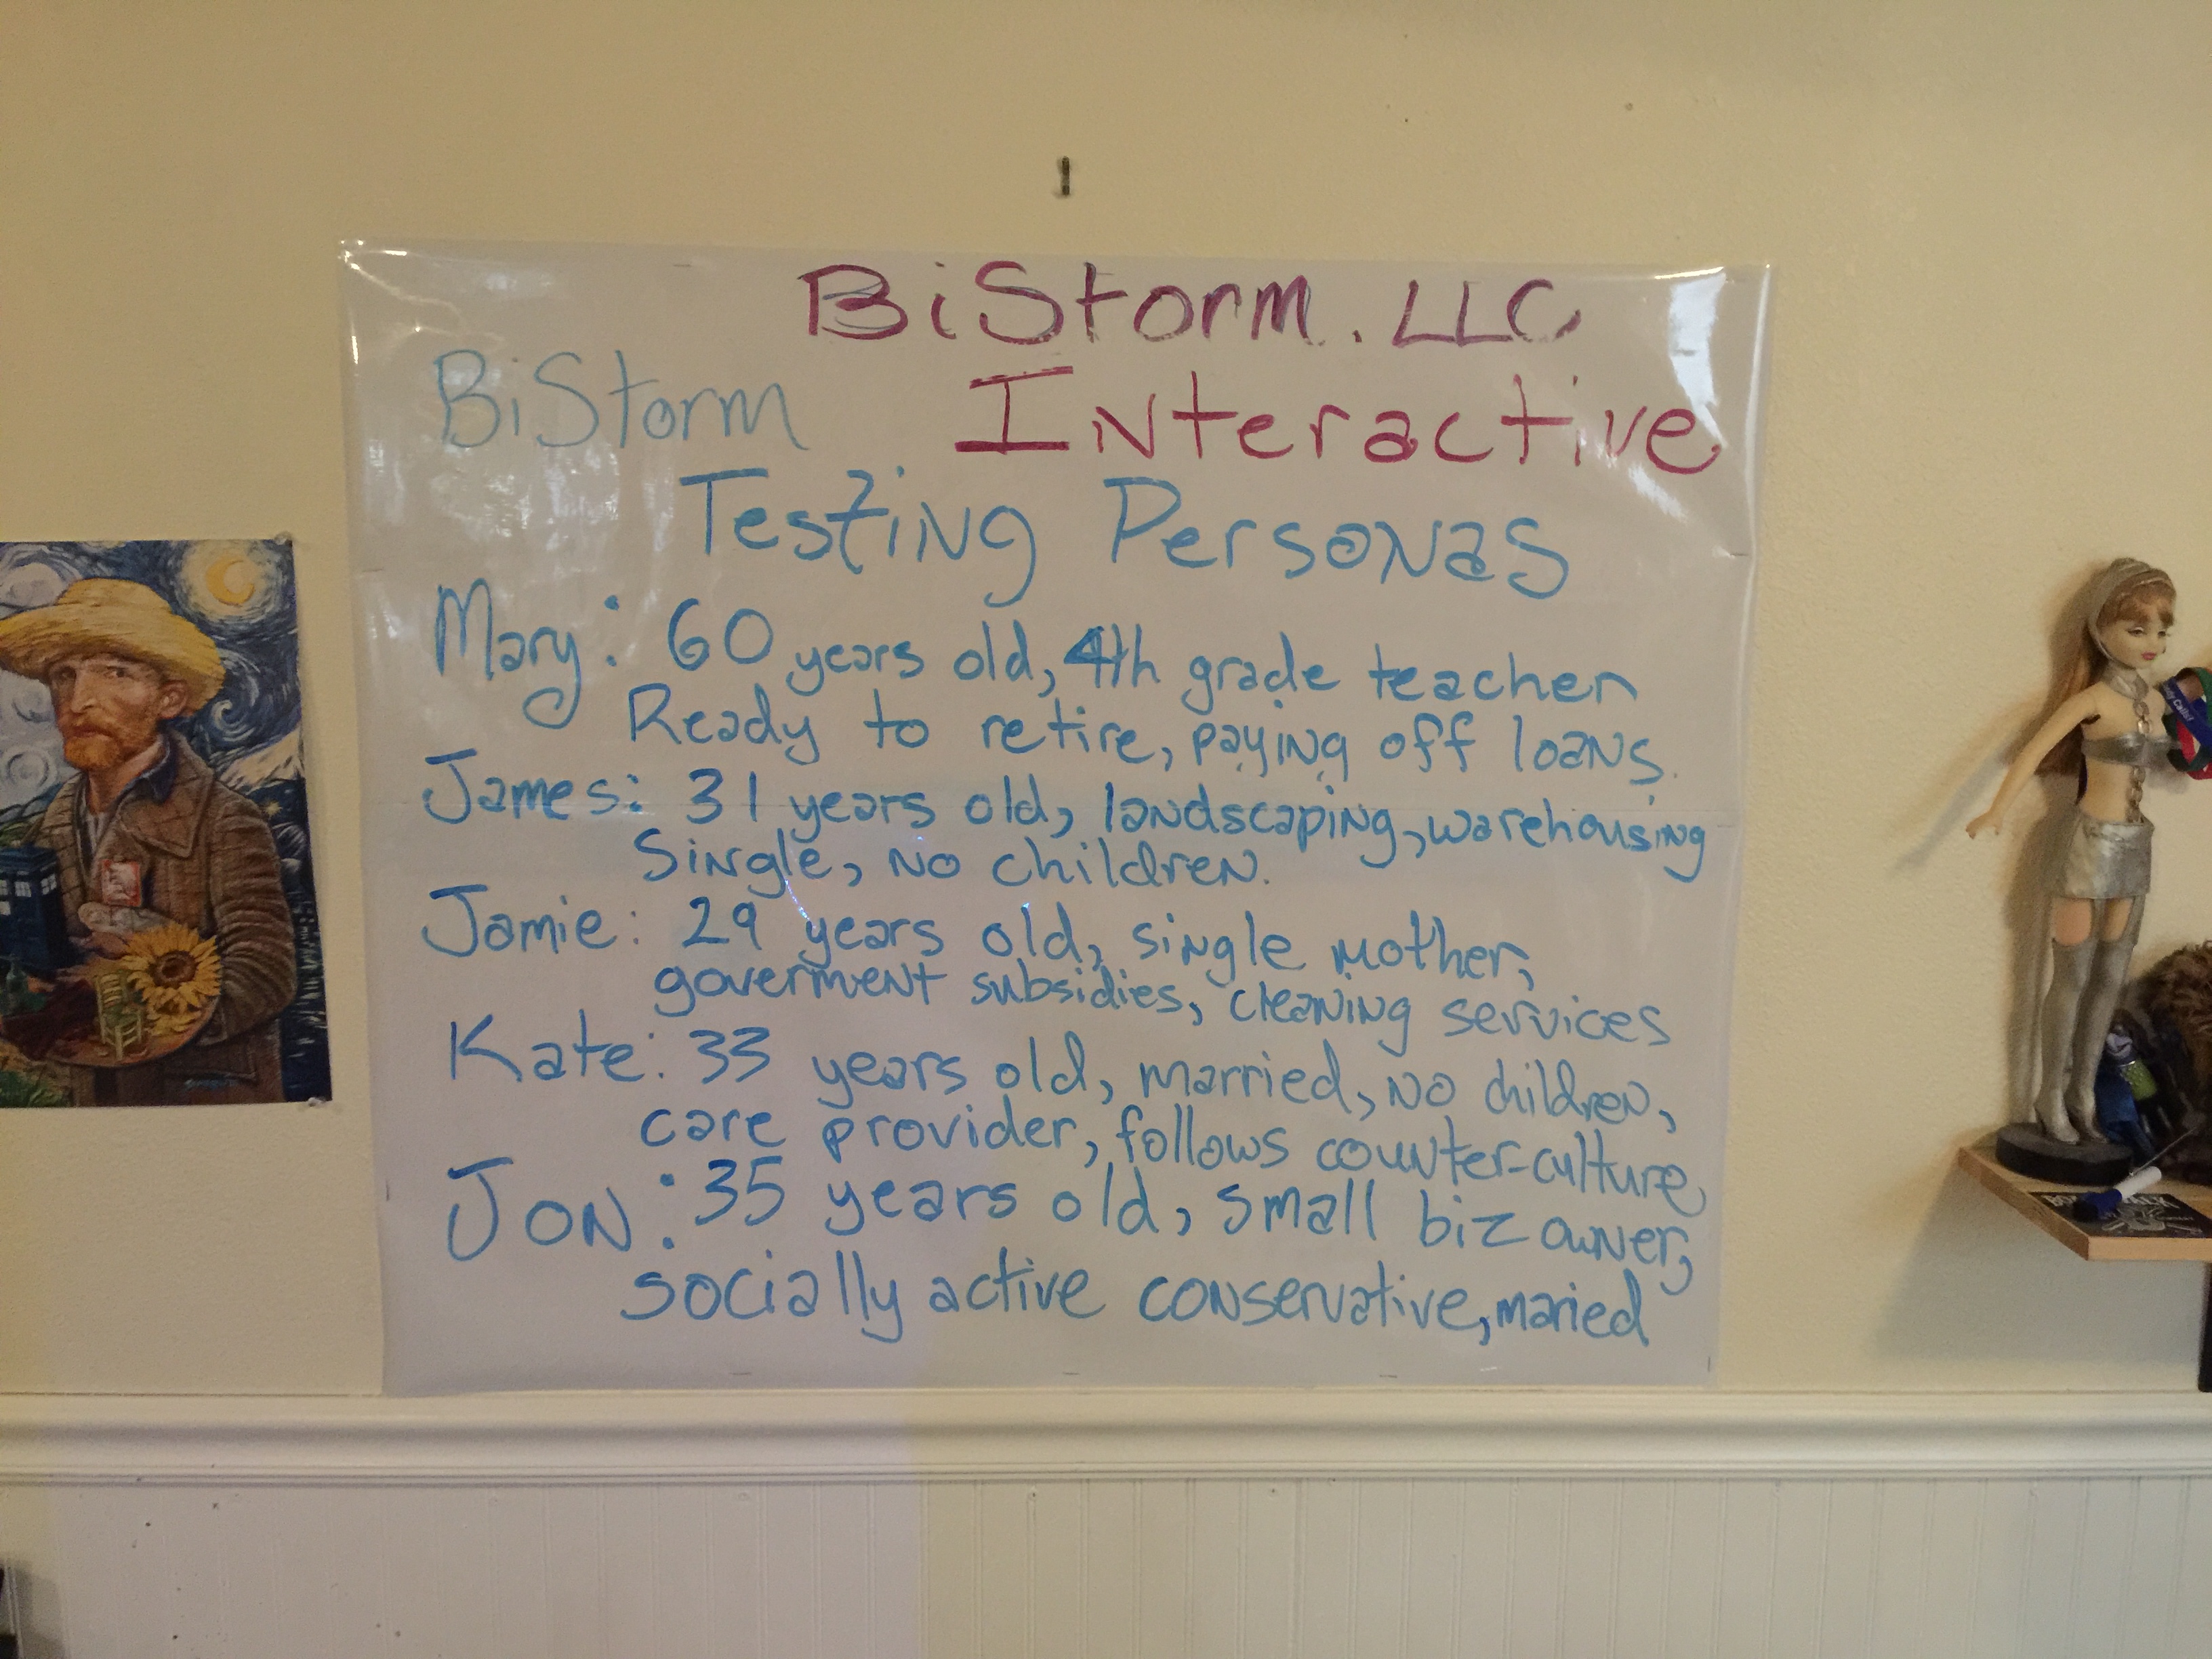 BiStorm.LLC
BiStorm Interactive
Testing Personas
Mary: 60 years old, 4th grade teacher
Ready to retire, paying off loans.
James: 31 years old, landscaping, warehousing
Single, no children.
Jamie: 29 years old, single mother,
goverment subsidies, cleaning services
Kate: 33 years old, married, no children,
care provider, follows counter-culture
Jon: 35 years old, small biz owner,
socially active conservative, maried